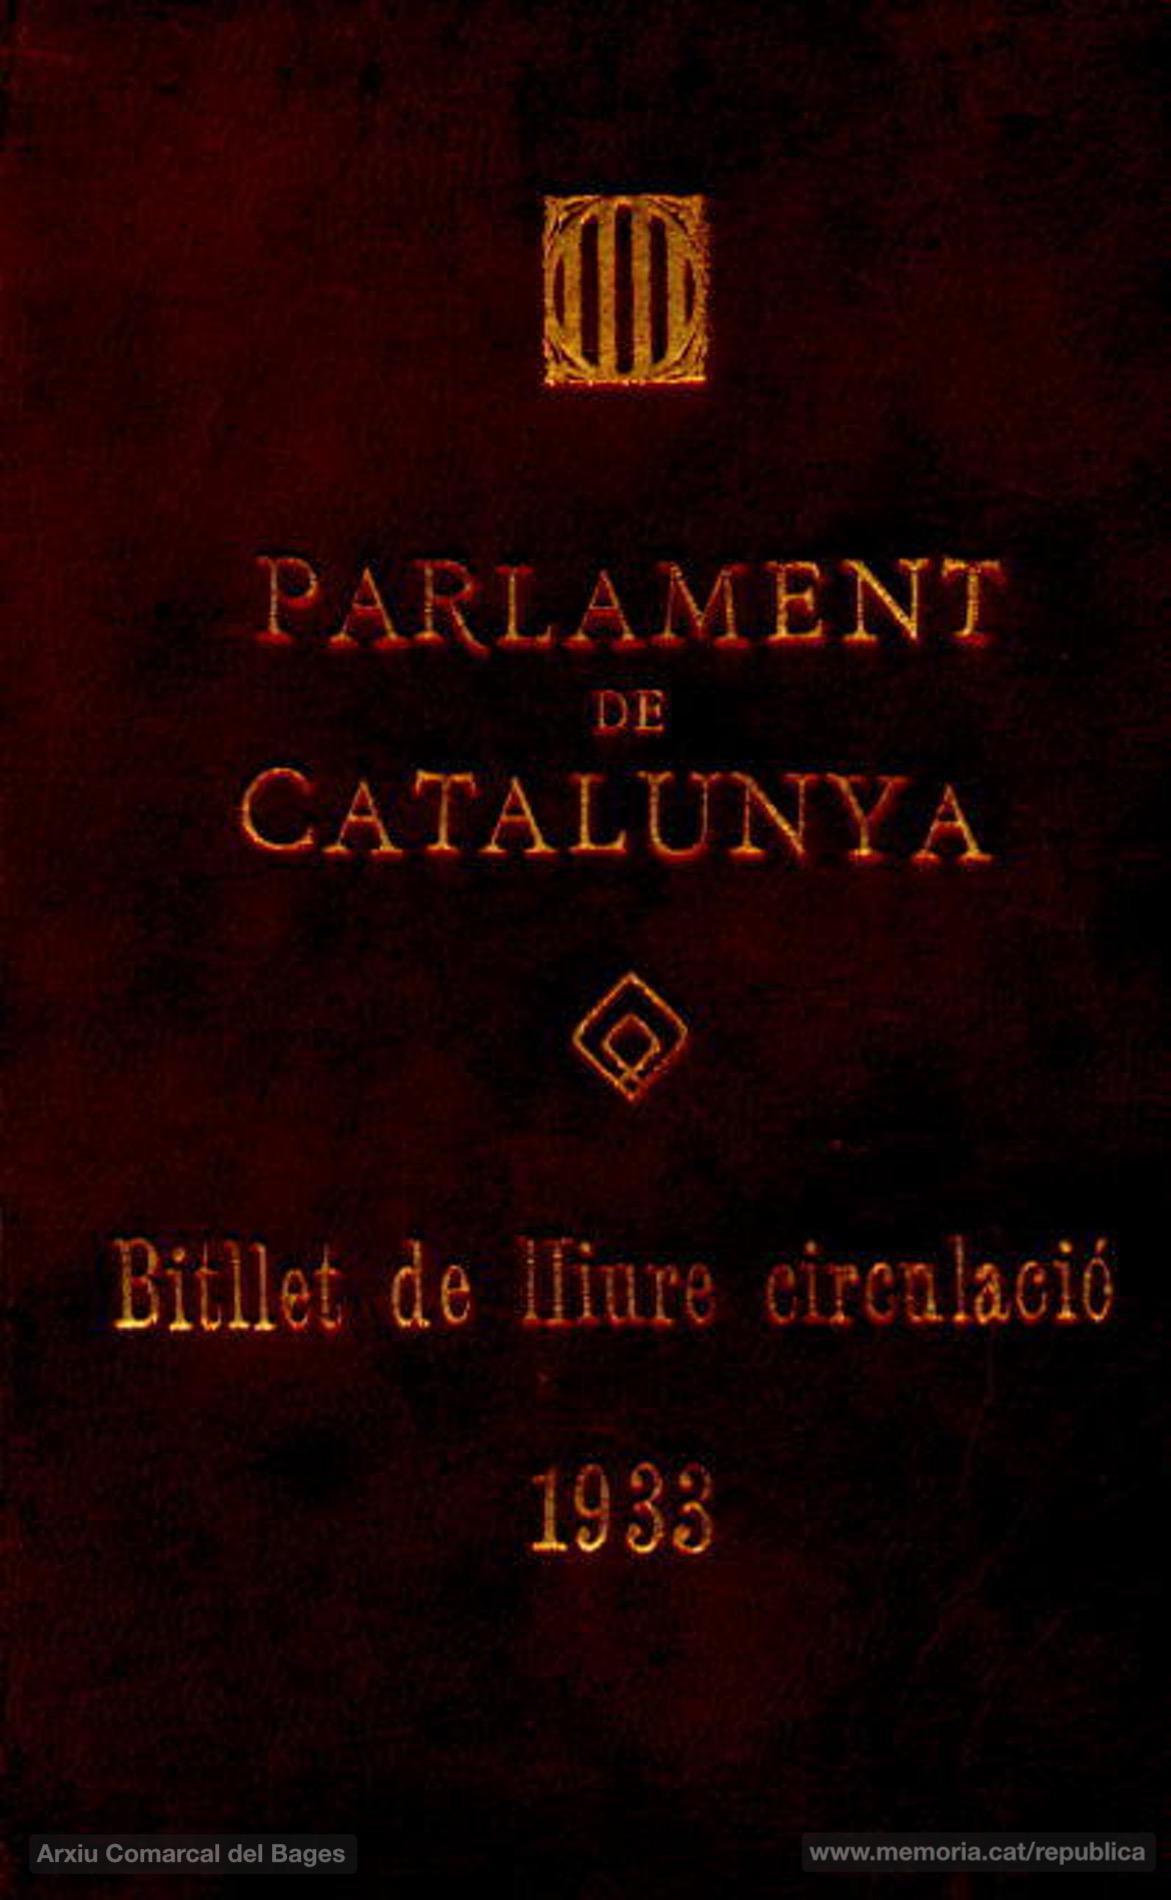 PARLAMENT
DE
CATALUNYA
Bitllet de lliure circulació
1933
Arxiu Comarcal del Bages
www.memoria.cat/republica